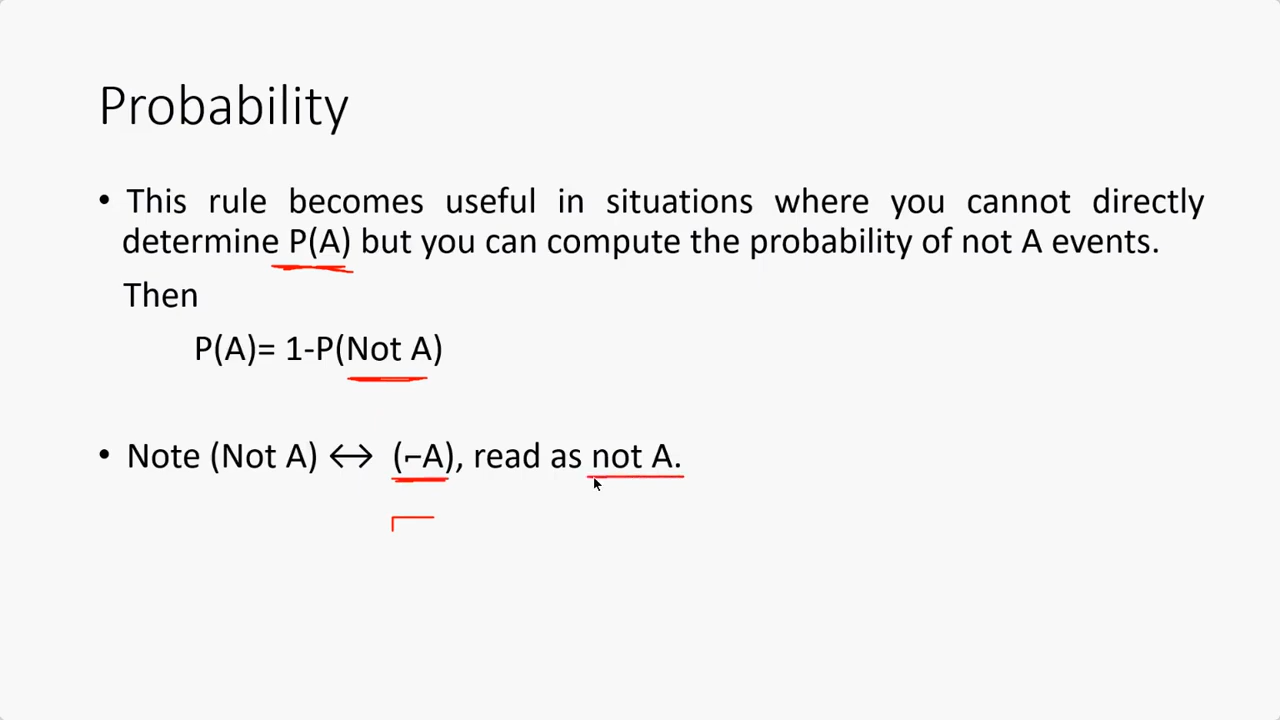 Probability
• This rule becomes useful in situations where you cannot directly
determine P(A) but you can compute the probability of not A events.
Then
P(A)= 1-P(Not A)
• Note (Not A) ↔ (⌐A), read as not A.
⌐